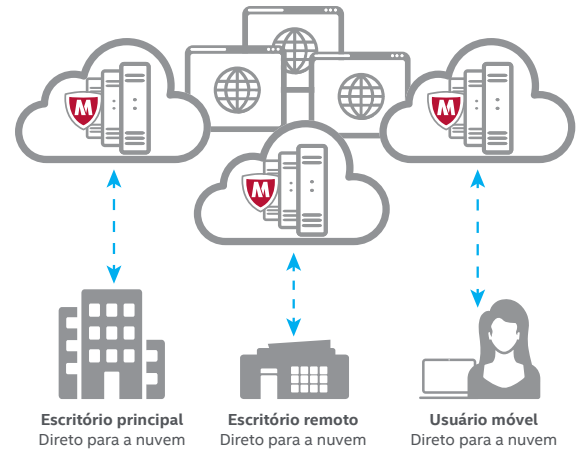 M
M
M
Escritório principal
Direto para a nuvem
Escritório remoto
Direto para a nuvem
Usuário móvel
Direto para a nuvem